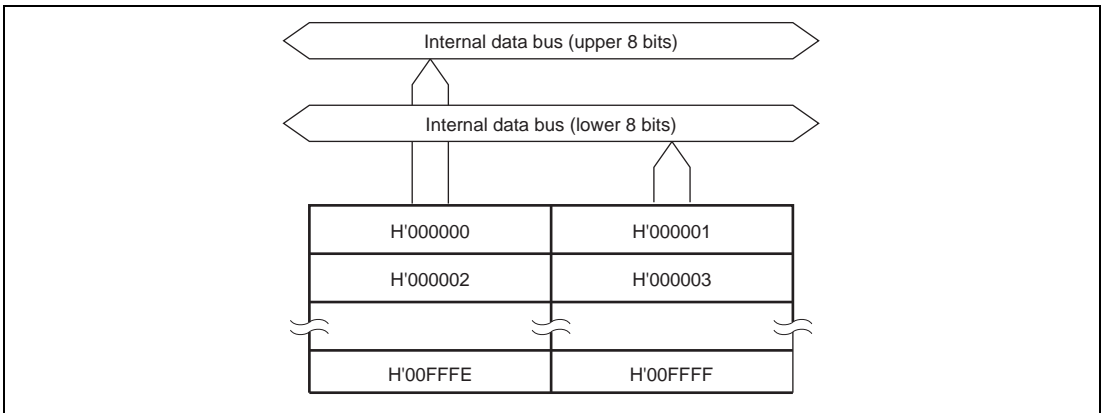 Internal data bus (upper 8 bits)
Internal data bus (lower 8 bits)
H'000000 H'000001
H'000002 H'000003
H'00FFFE H'00FFFF